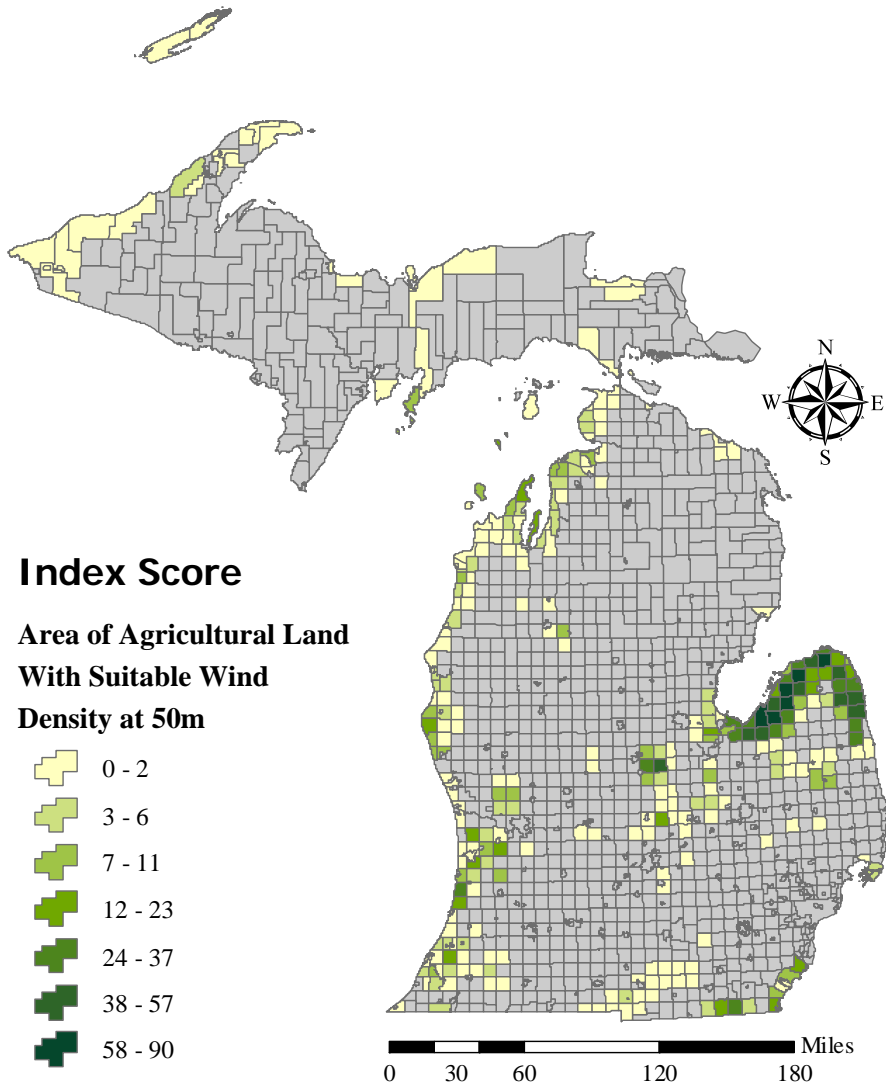 N
W E
S
Index Score
Area of Agricultural Land
With Suitable Wind
Density at 50m
0 - 2
3 - 6
7 - 11
12 - 23
24 - 37
38 - 57
58 - 90
Miles
0 30 60 120 180